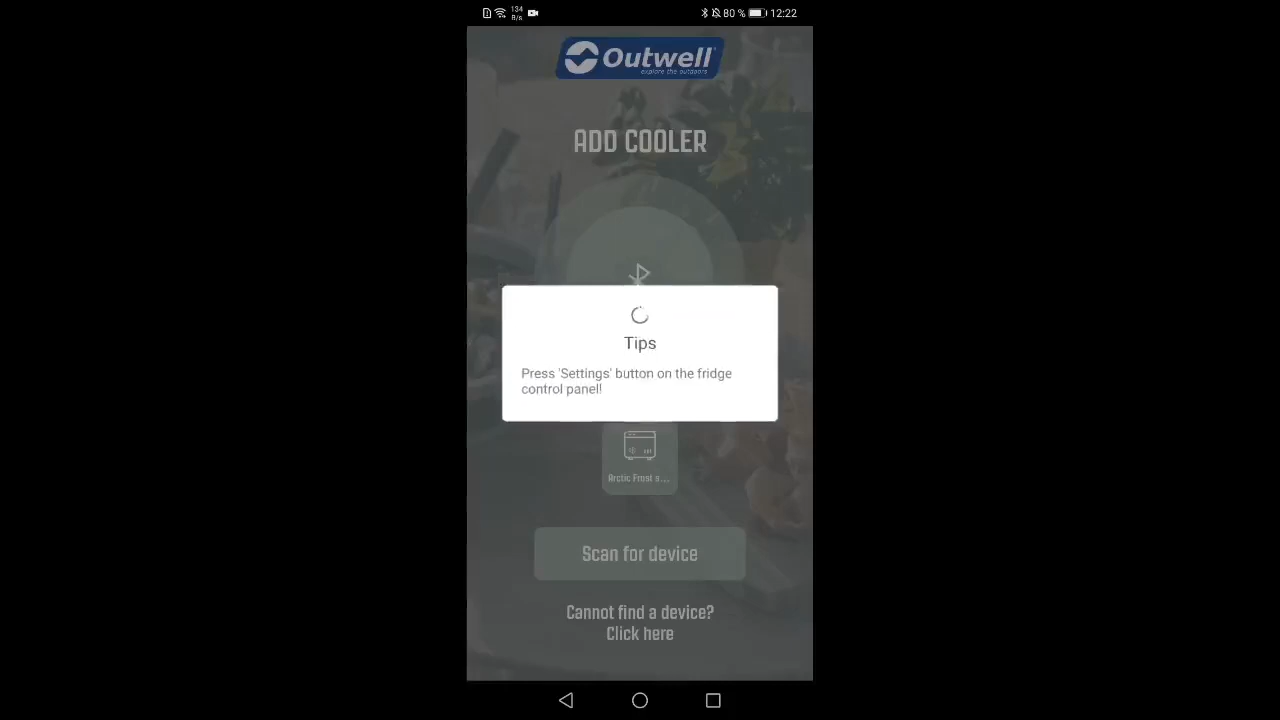 134
B/s
80 %
12:22
Outwell
explore the outdoors
ADD COOLER
Tips
Press 'Settings' button on the fridge
control panel!
Arctic Frost s...
Scan for device
Cannot find a device?
Click here